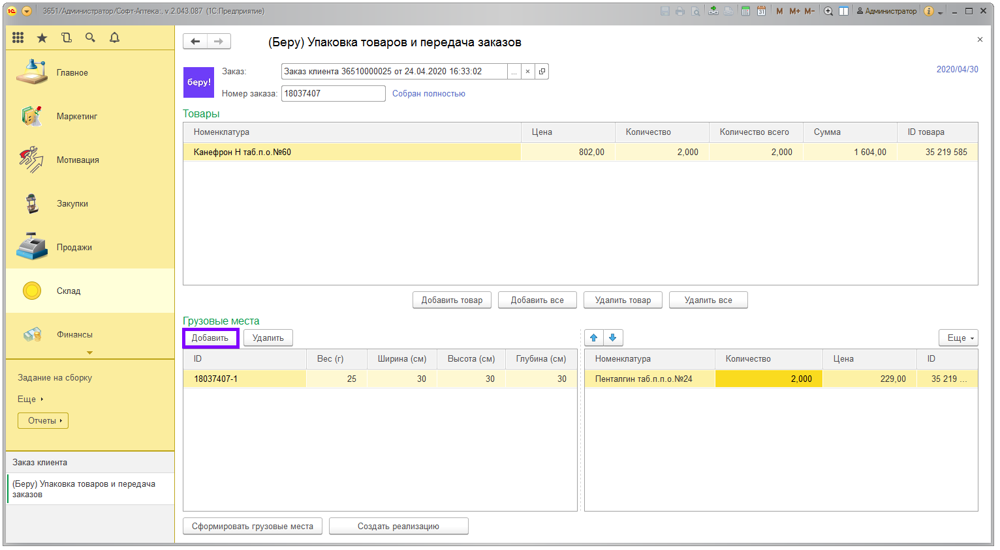 3651/Администратор/Софт-Аптека:, v.2.043.087 (1С:Предприятие)
M M+ M- Администратор
Главное
Маркетинг
Мотивация
Закупки
Продажи
Склад
Финансы
Задание на сборку
Еще
Отчеты
Заказ клиента
(Беру) Упаковка товаров и передача
заказов
(Беру) Упаковка товаров и передача заказов
беру!
Заказ: Заказ клиента 36510000025 от 24.04.2020 16:33:02 ...
2020/04/30
Номер заказа: 18037407 Собран полностью
Товары
Номенклатура Цена Количество Количество всего Сумма ID товара
Канефрон Н таб.п.о.№60 802,00 2,000 2,000 1 604,00 35 219 585
Добавить товар Добавить все Удалить товар Удалить все
Грузовые места
Добавить Удалить
ID Вес (г) Ширина (см) Высота (см) Глубина (см)
18037407-1 25 30 30 30
Еще
Номенклатура Количество Цена ID
Пенталгин таб.п.п.о.№24 2,000 229,00 35 219 ...
Сформировать грузовые места Создать реализацию